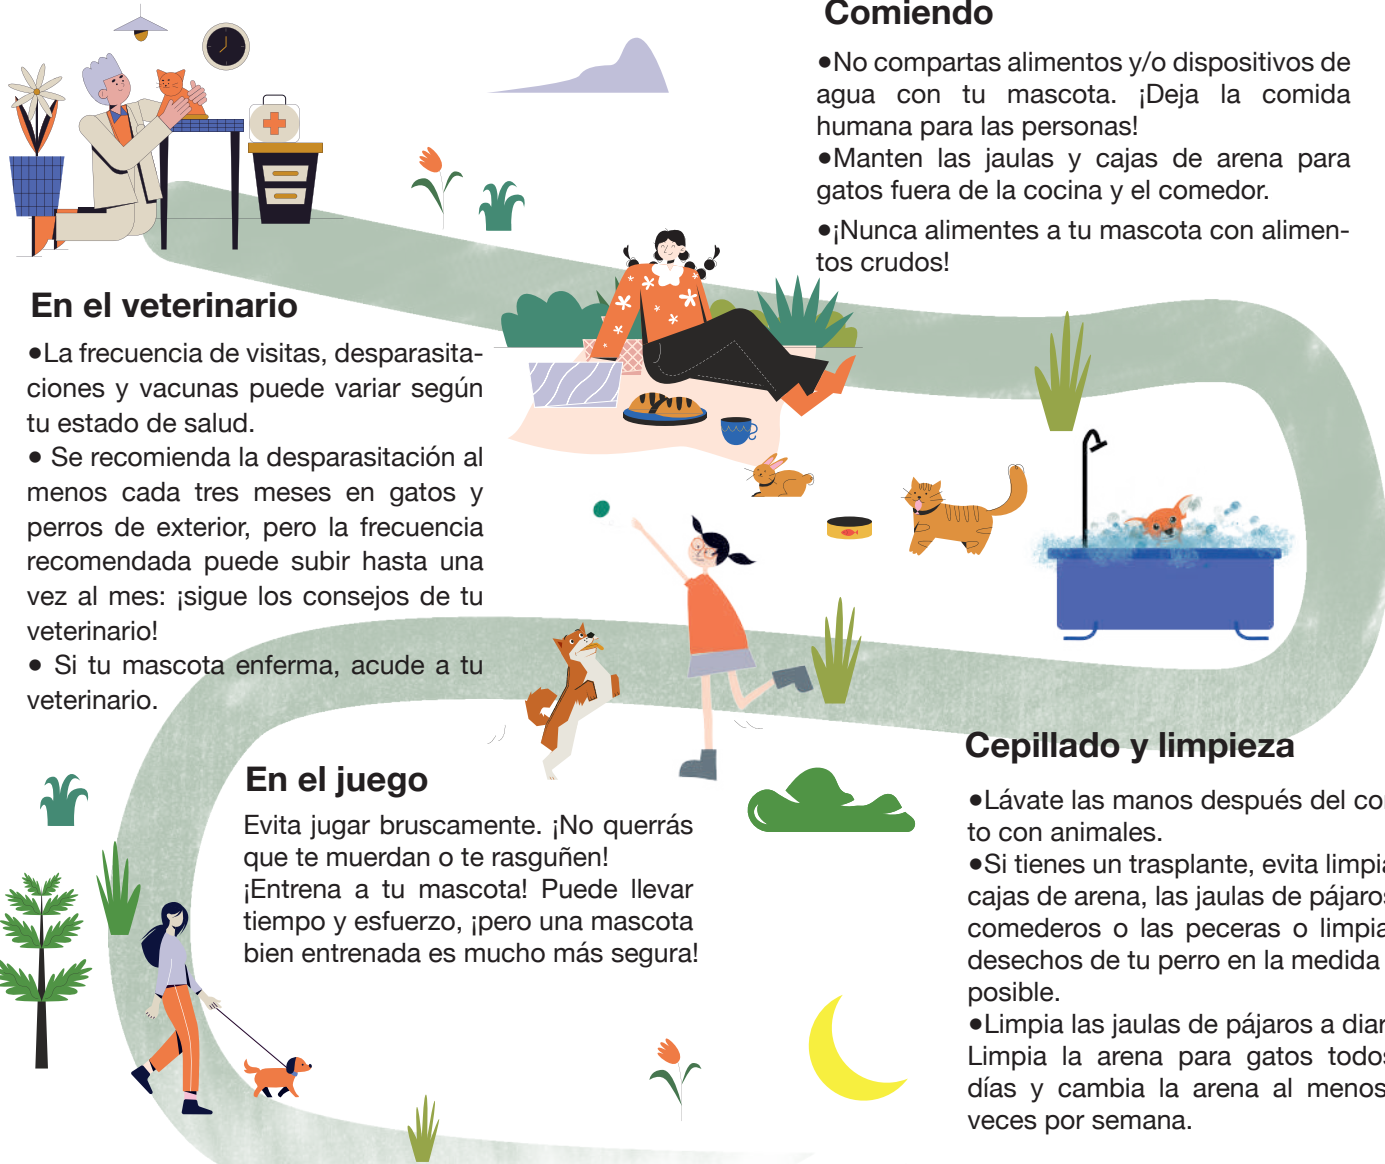 Comiendo
●No compartas alimentos y/o dispositivos de
agua con tu mascota. ¡Deja la comida
humana para las personas!
●Manten las jaulas y cajas de arena para
gatos fuera de la cocina y el comedor.
●¡Nunca alimentes a tu mascota con alimen-
tos crudos!
En el veterinario
●La frecuencia de visitas, desparasita-
ciones y vacunas puede variar según
tu estado de salud.
● Se recomienda la desparasitación al
menos cada tres meses en gatos y
perros de exterior, pero la frecuencia
recomendada puede subir hasta una
vez al mes: ¡sigue los consejos de tu
veterinario!
● Si tu mascota enferma, acude a tu
veterinario.
En el juego
Evita jugar bruscamente. ¡No querrás
que te muerdan o te rasguñen!
¡Entrena a tu mascota! Puede llevar
tiempo y esfuerzo, ¡pero una mascota
bien entrenada es mucho más segura!
Cepillado y limpieza
●Lávate las manos después del
to con animales.
●Si tienes un trasplante, evita
cajas de arena, las jaulas de pájaros
comederos o las peceras o
desechos de tu perro en la medida
posible.
●Limpia las jaulas de pájaros a
Limpia la arena para gatos todos
días y cambia la arena al menos
veces por semana.